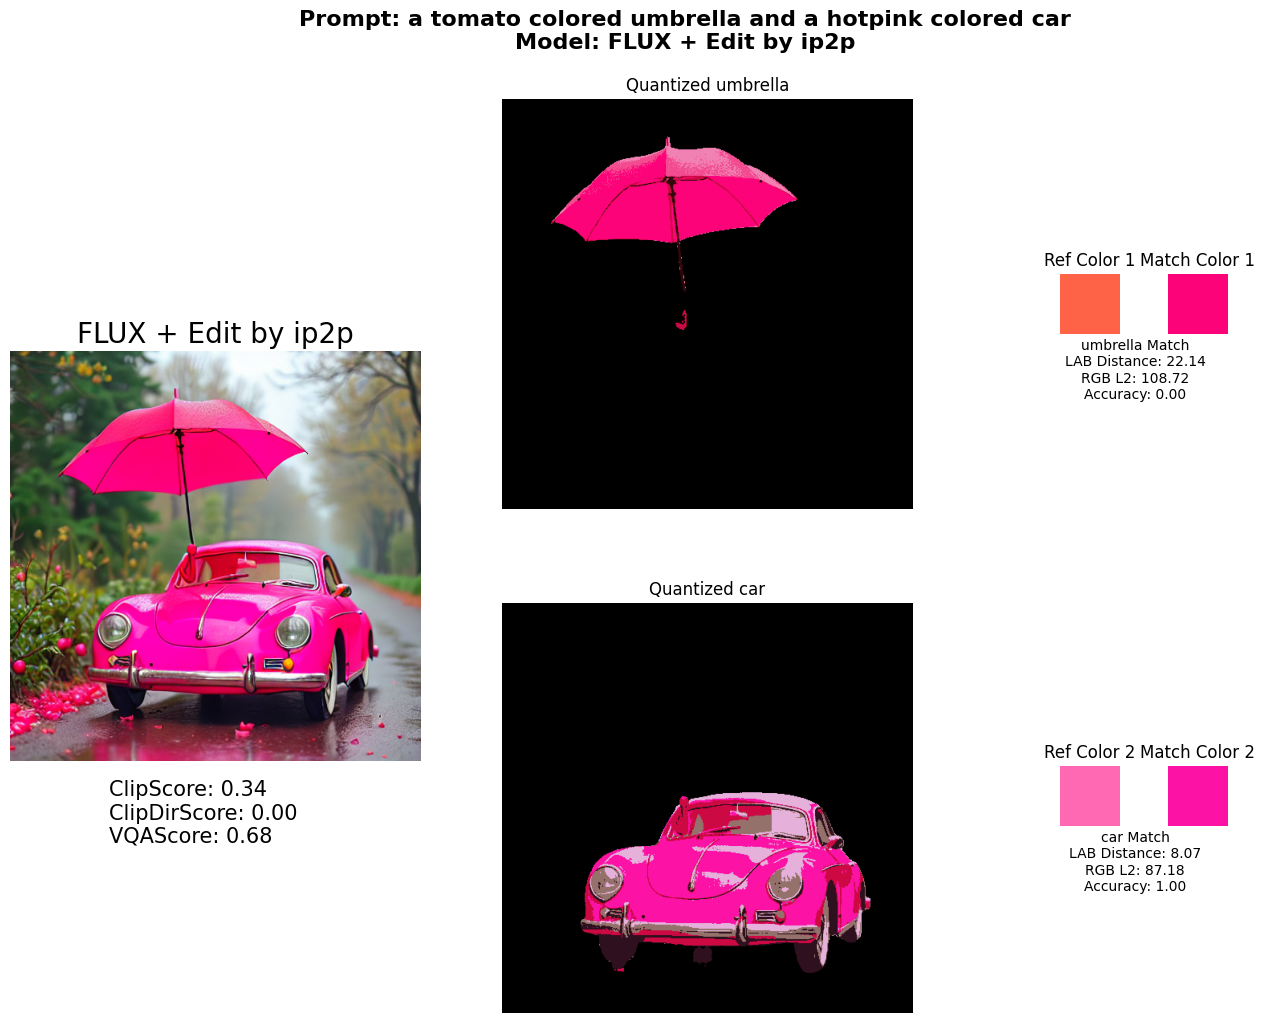 Prompt: a tomato colored umbrella and a hotpink colored car
Model: FLUX + Edit by ip2p
Quantized umbrella
Ref Color 1 Match Color 1
umbrella Match
LAB Distance: 22.14
RGB L2: 108.72
Accuracy: 0.00
FLUX + Edit by ip2p
ClipScore: 0.34
ClipDirScore: 0.00
VQAScore: 0.68
Quantized car
Ref Color 2 Match Color 2
car Match
LAB Distance: 8.07
RGB L2: 87.18
Accuracy: 1.00